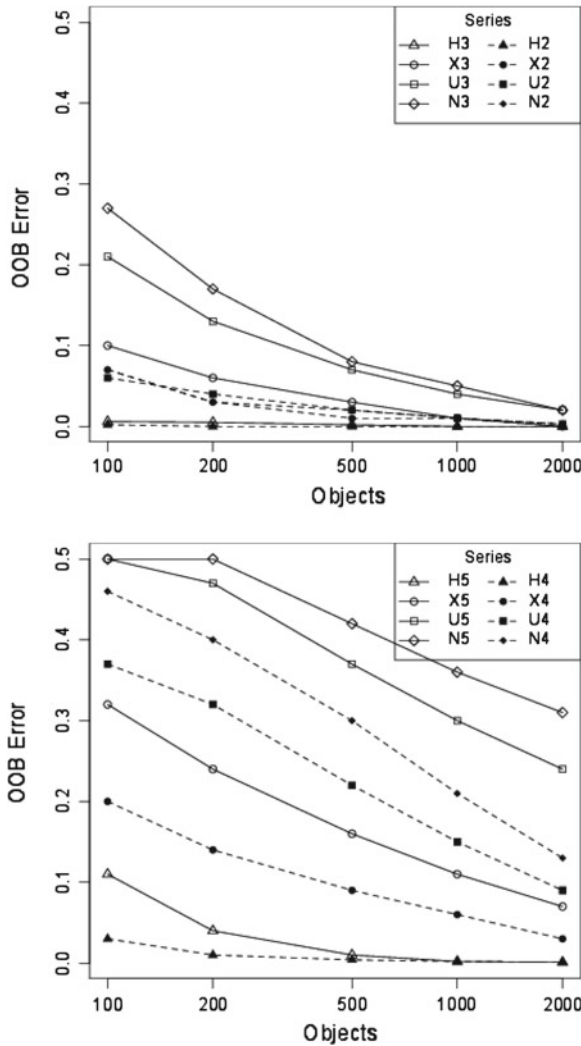 Series
H3 H2
X3 X2
U3 U2
N3 N2
OOB Error
0.5
0.4
0.3
0.2
0.1
0.0
100 200 500 1000 2000
Objects
Series
H5 H4
X5 X4
U5 U4
N5 N4
OOB Error
0.5
0.4
0.3
0.2
0.1
0.0
100 200 500 1000 2000
Objects